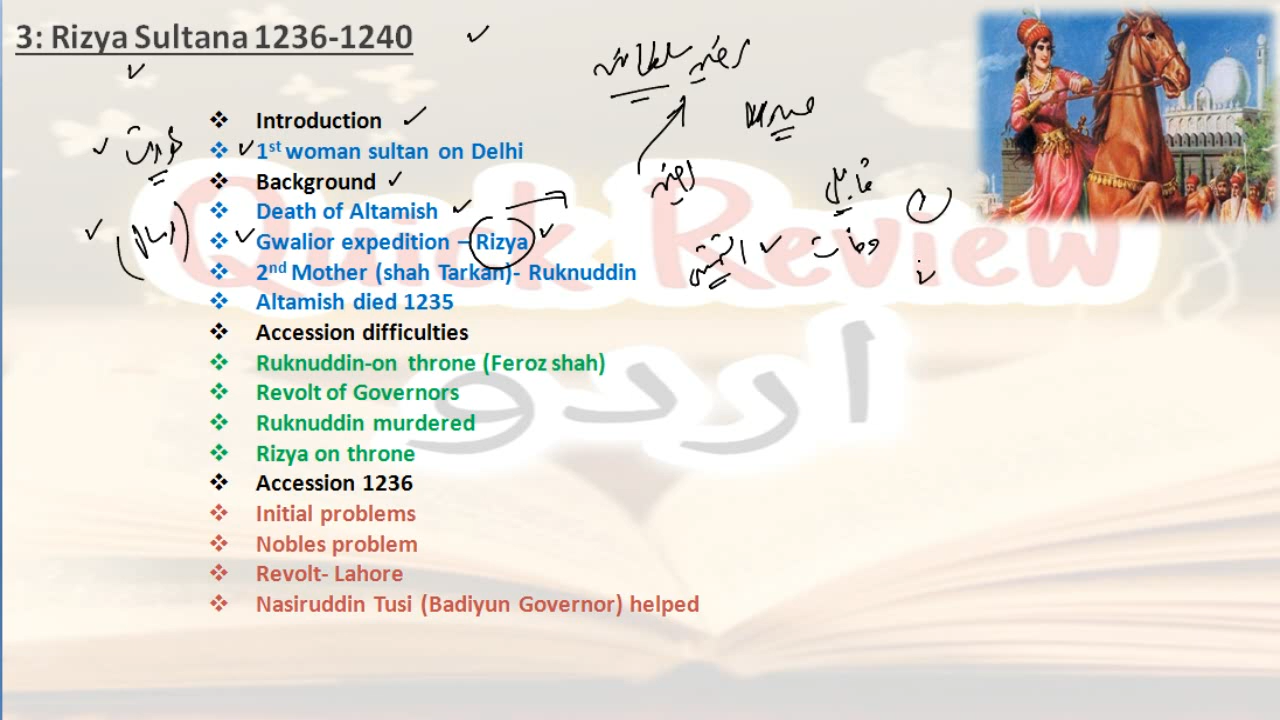 3: Rizya Sultana 1236-1240
رضیہ سلطانہ
Introduction
1st woman sultan on Delhi
عورت
Background
رضیہ
قابل
Death of Altamish
Gwalior expedition – Rizya
التمش
وفات
2nd Mother (shah Tarkan)- Ruknuddin
Altamish died 1235
Accession difficulties
Ruknuddin-on throne (Feroz shah)
Revolt of Governors
Ruknuddin murdered
Rizya on throne
Accession 1236
Initial problems
Nobles problem
Revolt- Lahore
Nasiruddin Tusi (Badiyun Governor) helped
Quick Review
اردو